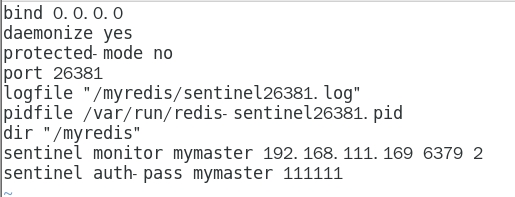 bind 0.0.0.0
daemonize yes
protected-mode no
port 26381
logfile "/myredis/sentinel26381.log"
pidfile /var/run/redis-sentinel26381.pid
dir "/myredis"
sentinel monitor mymaster 192.168.111.169 6379 2
sentinel auth-pass mymaster 111111
~